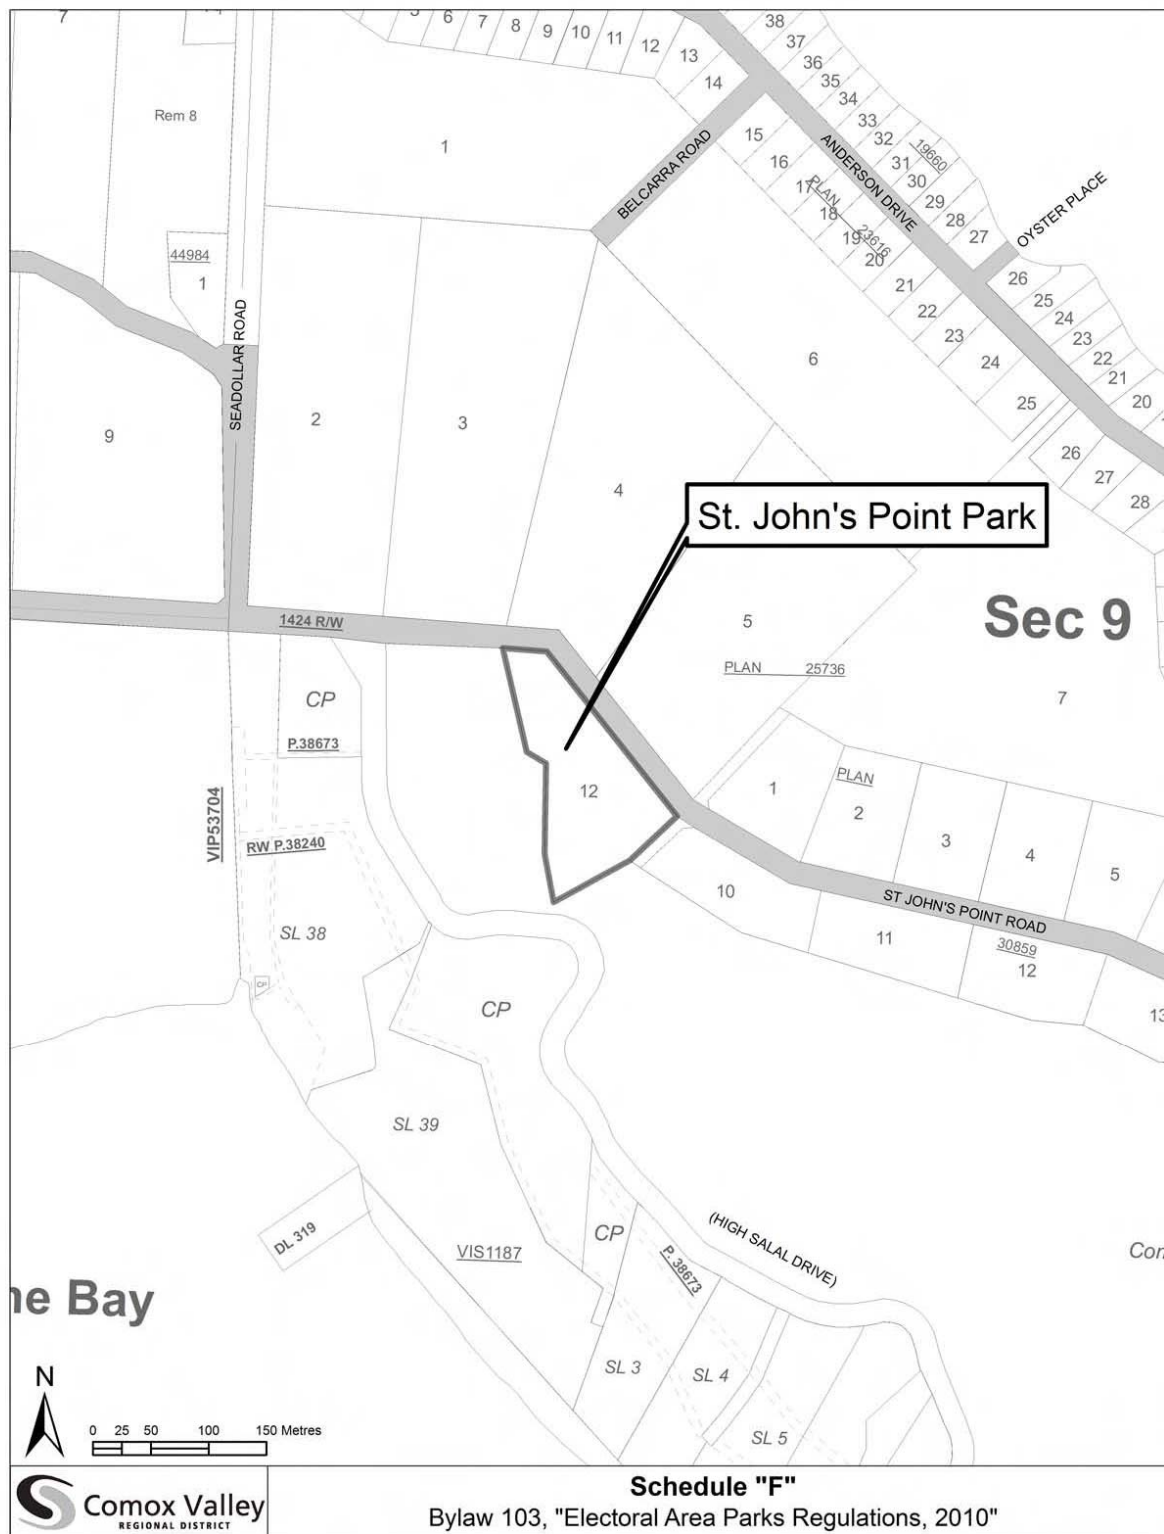 7
5
6
7
8
9
10
11
12
13
14
38
37
36
35
34
33
32
31
30
29
28
27
19660
Rem 8
1
BELCARRA ROAD
15
16
17
18
19
20
21
22
23
24
25
PLAN 23616
ANDERSON DRIVE
OYSTER PLACE
26
25
24
23
22
21
20
44984
1
SEADOLLAR ROAD
9
2
3
4
6
26
27
28
St. John's Point Park
Sec 9
1424 R/W
5
PLAN 25736
7
CP
P.38673
VIP53704
RW P.38240
12
1
PLAN
2
3
4
5
10
ST JOHN'S POINT ROAD
11
30859
12
13
SL 38
CP
CP
SL 39
DL 319
VIS1187
CP
P. 38673
(HIGH SALAL DRIVE)
Com
ne Bay
SL 3
SL 4
SL 5
N
0 25 50 100 150 Metres
Comox Valley
REGIONAL DISTRICT
Schedule "F"
Bylaw 103, "Electoral Area Parks Regulations, 2010"